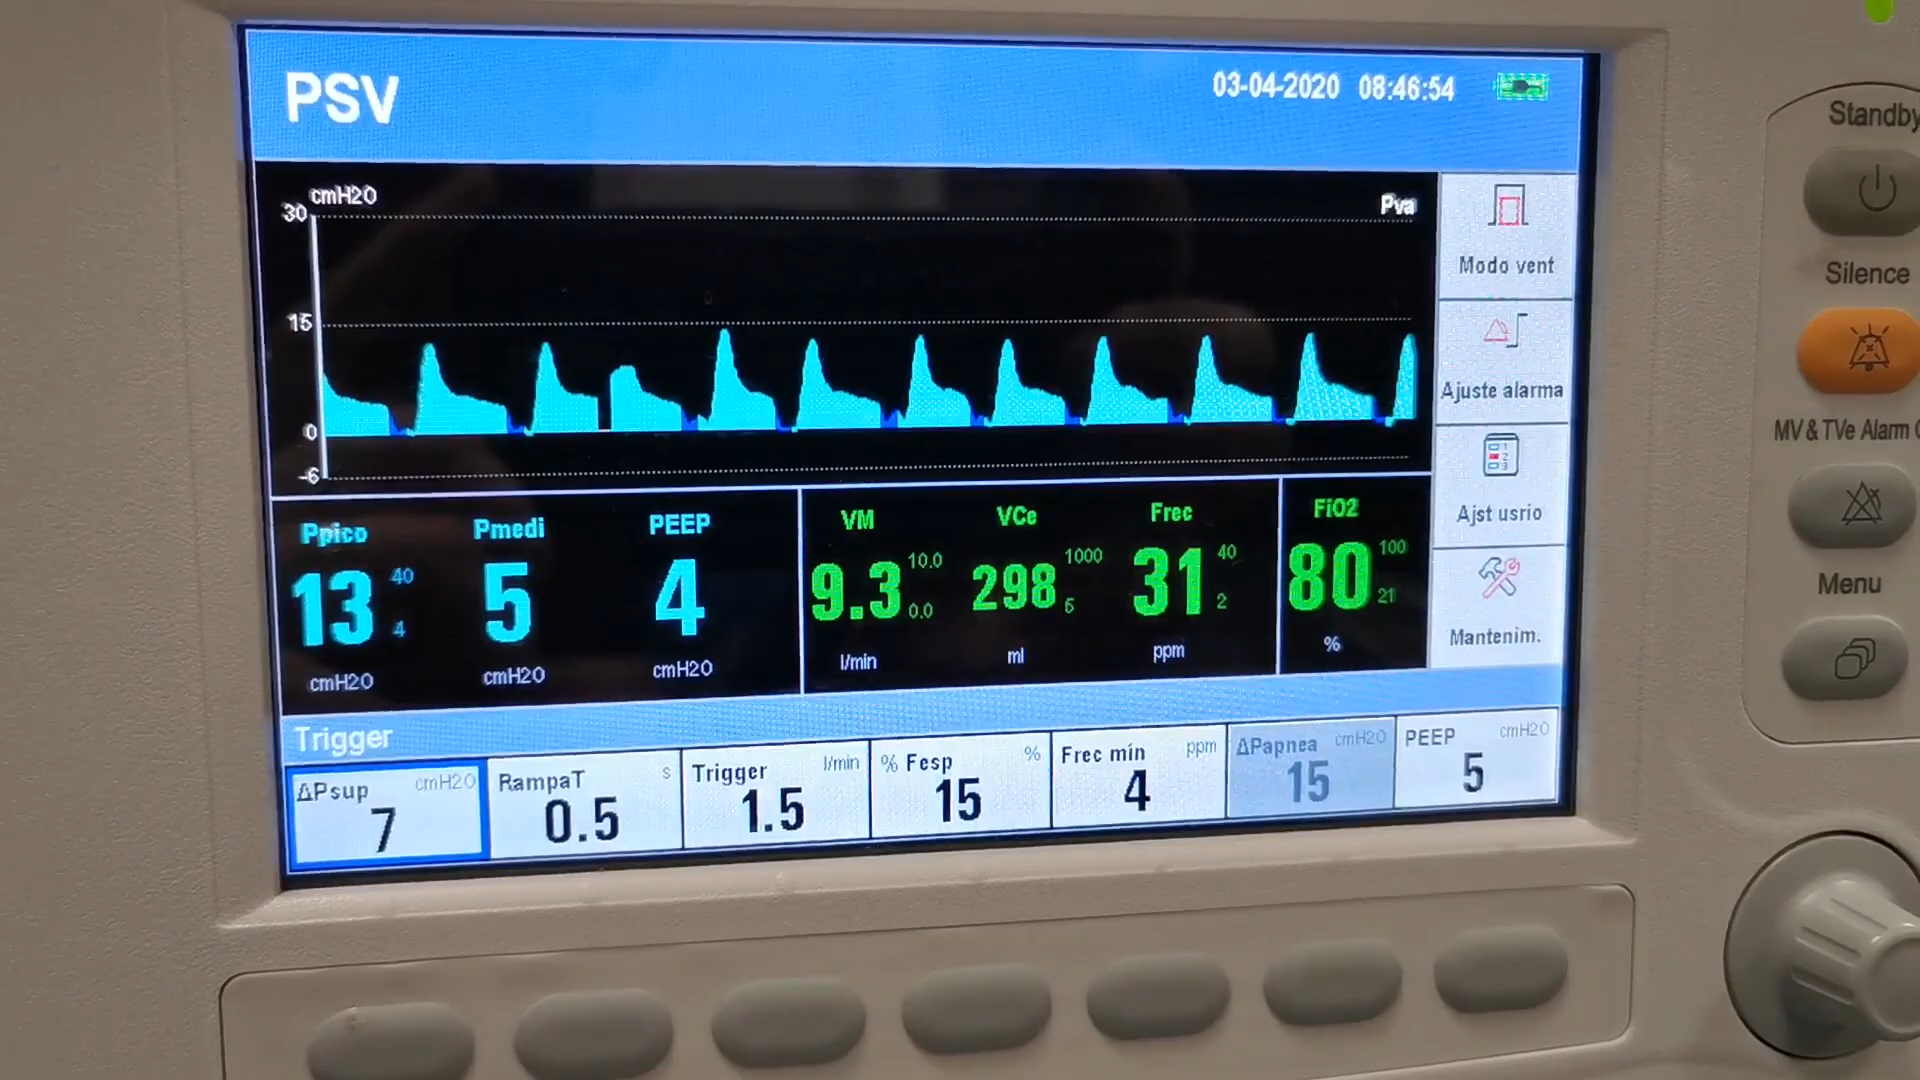 PSV
03-04-2020 08:46:54
cmH2O
30
Pva
15
0
-6
Modo vent
Ajuste alarma
Ajst usrio
Mantenim.
Ppico Pmedi PEEP
13 40 4 5 4
cmH2O cmH2O cmH2O
VM VCe Frec FiO2
9.3 10.0 0.0 298 1000 6 31 40 2 80 100 21
l/min ml ppm %
Trigger
ΔPsup cmH2O RampaT s Trigger l/min % Fesp % Frec mín ppm ΔPapnea cmH2O PEEP cmH2O
7 0.5 1.5 15 4 15 5
Standby
Silence
MV & TVe Alarm
Menu